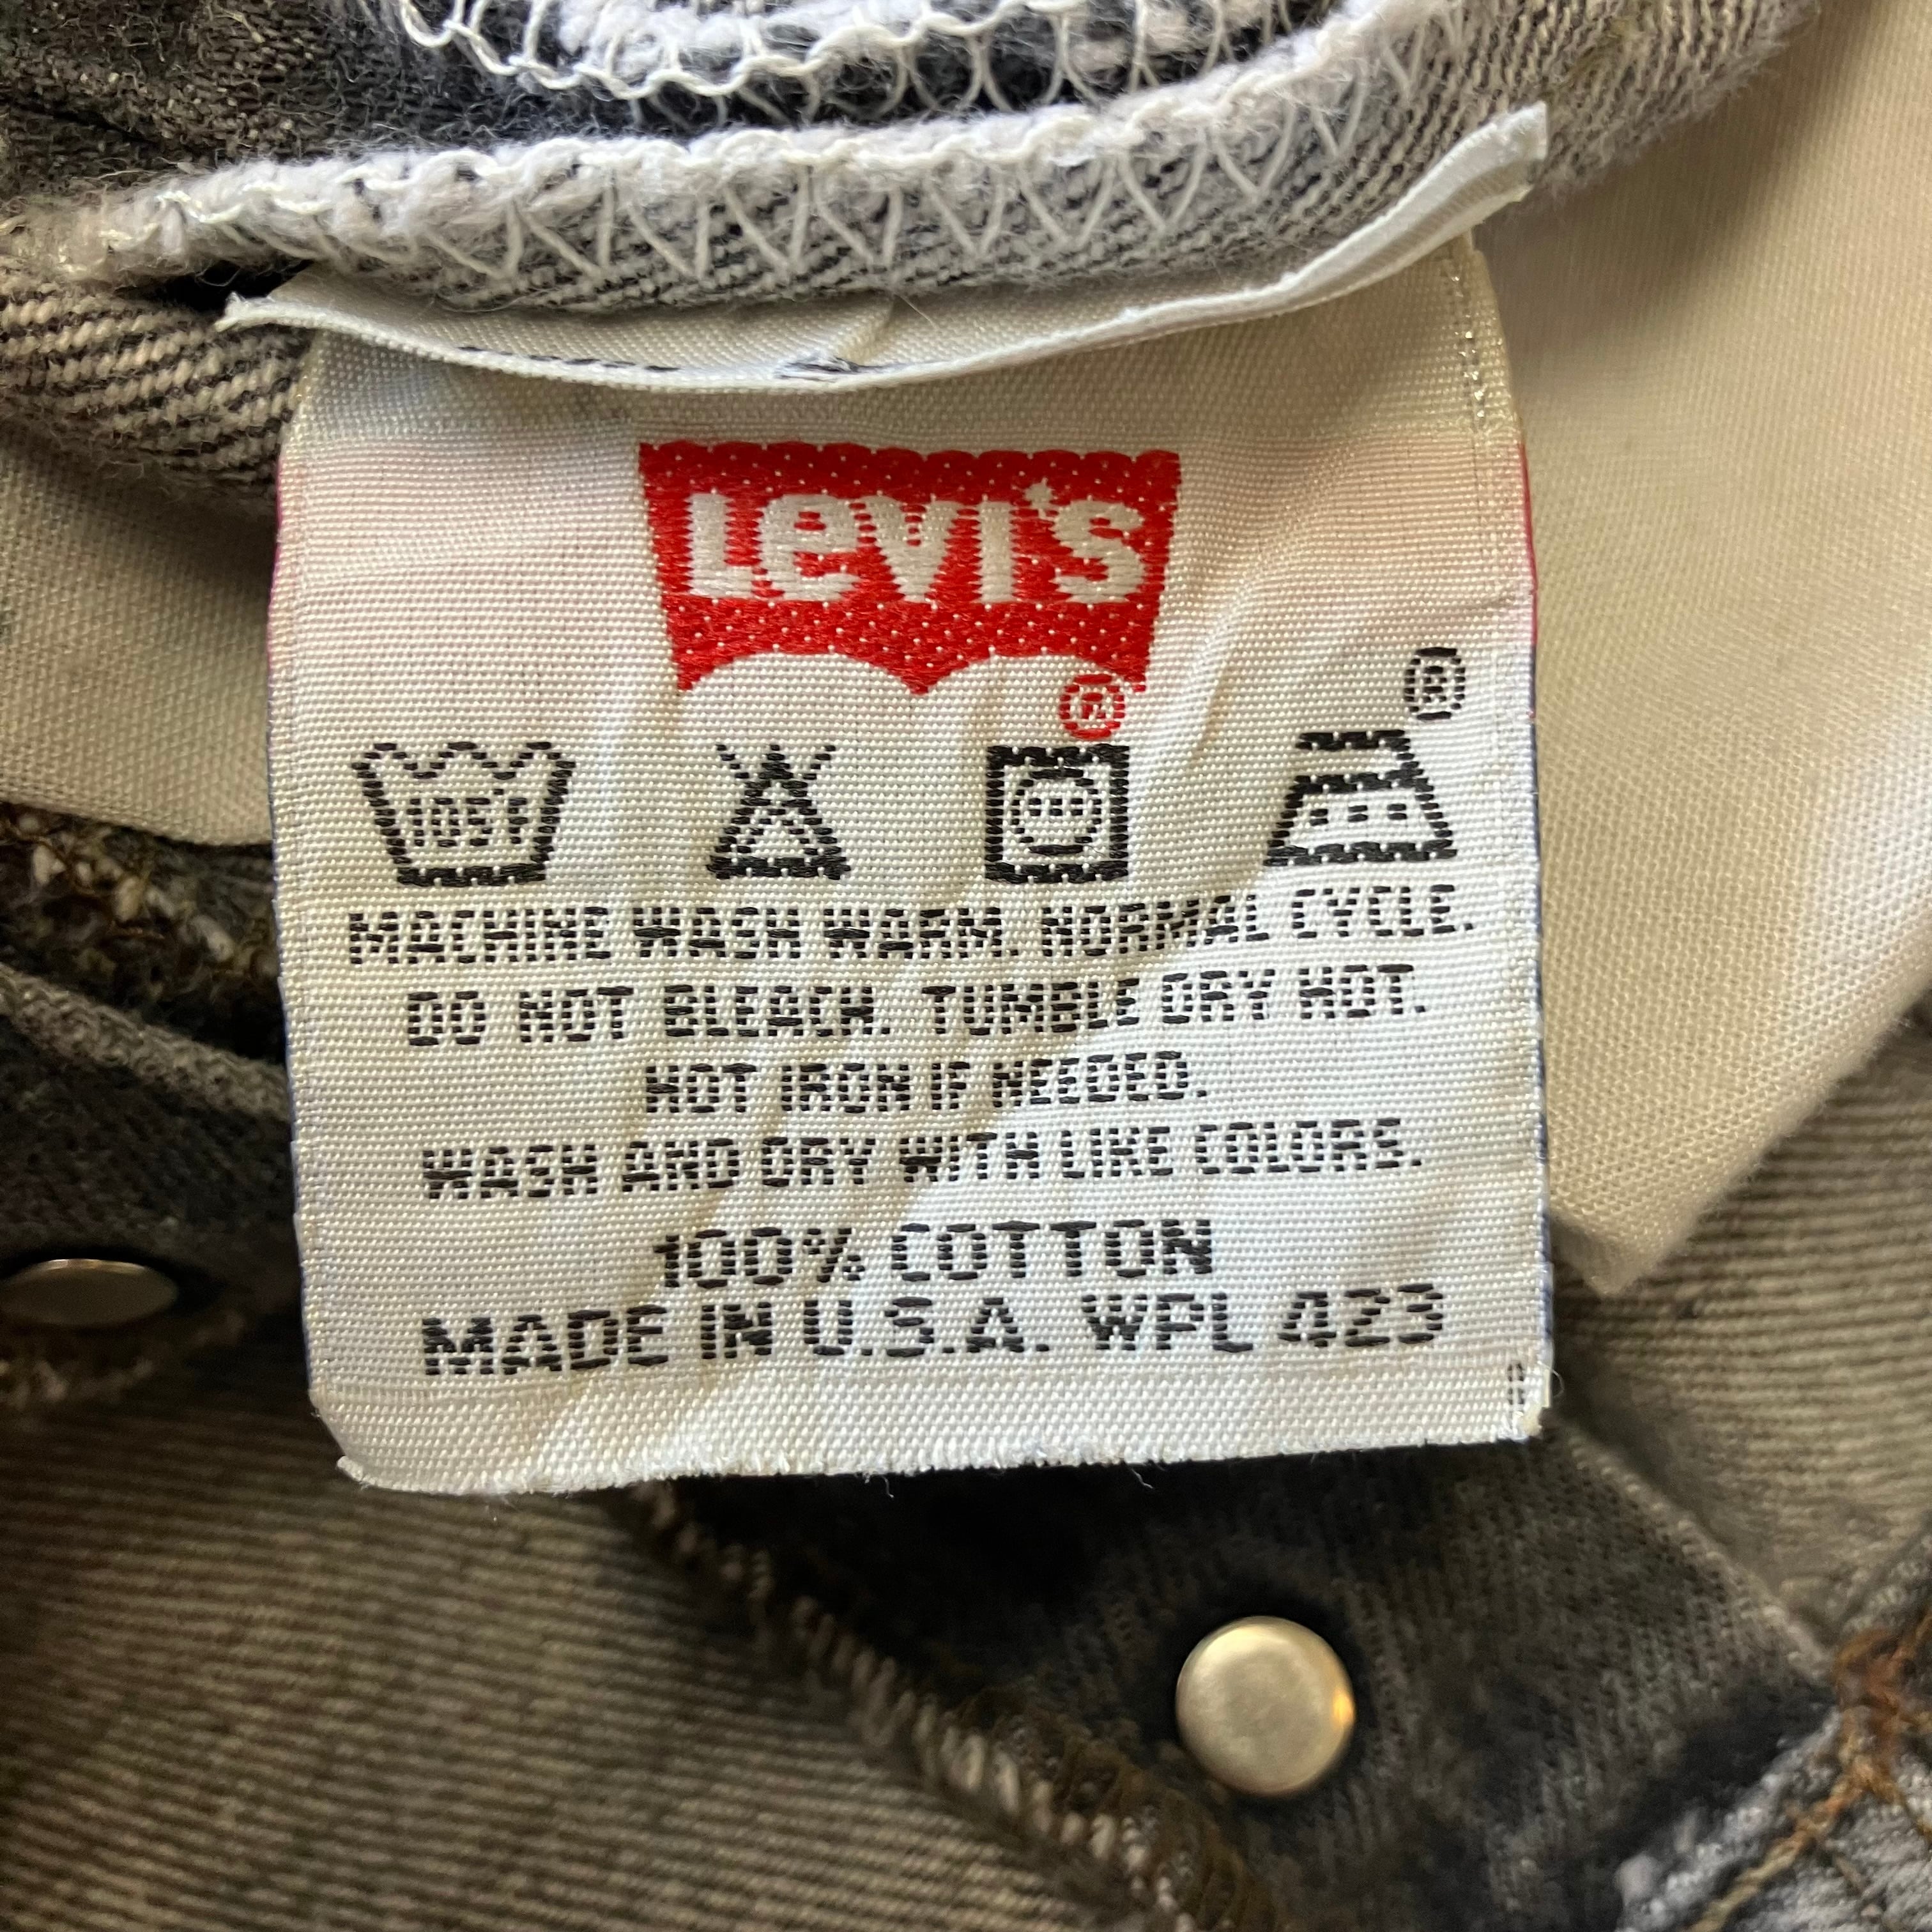 LEVI'S
®
®
105°F
MACHINE WASH WARM. NORMAL CYCLE.
DO NOT BLEACH. TUMBLE DRY HOT.
HOT IRON IF NEEDED.
WASH AND DRY WITH LIKE COLORS.
100% COTTON
MADE IN U.S.A. WPL 423